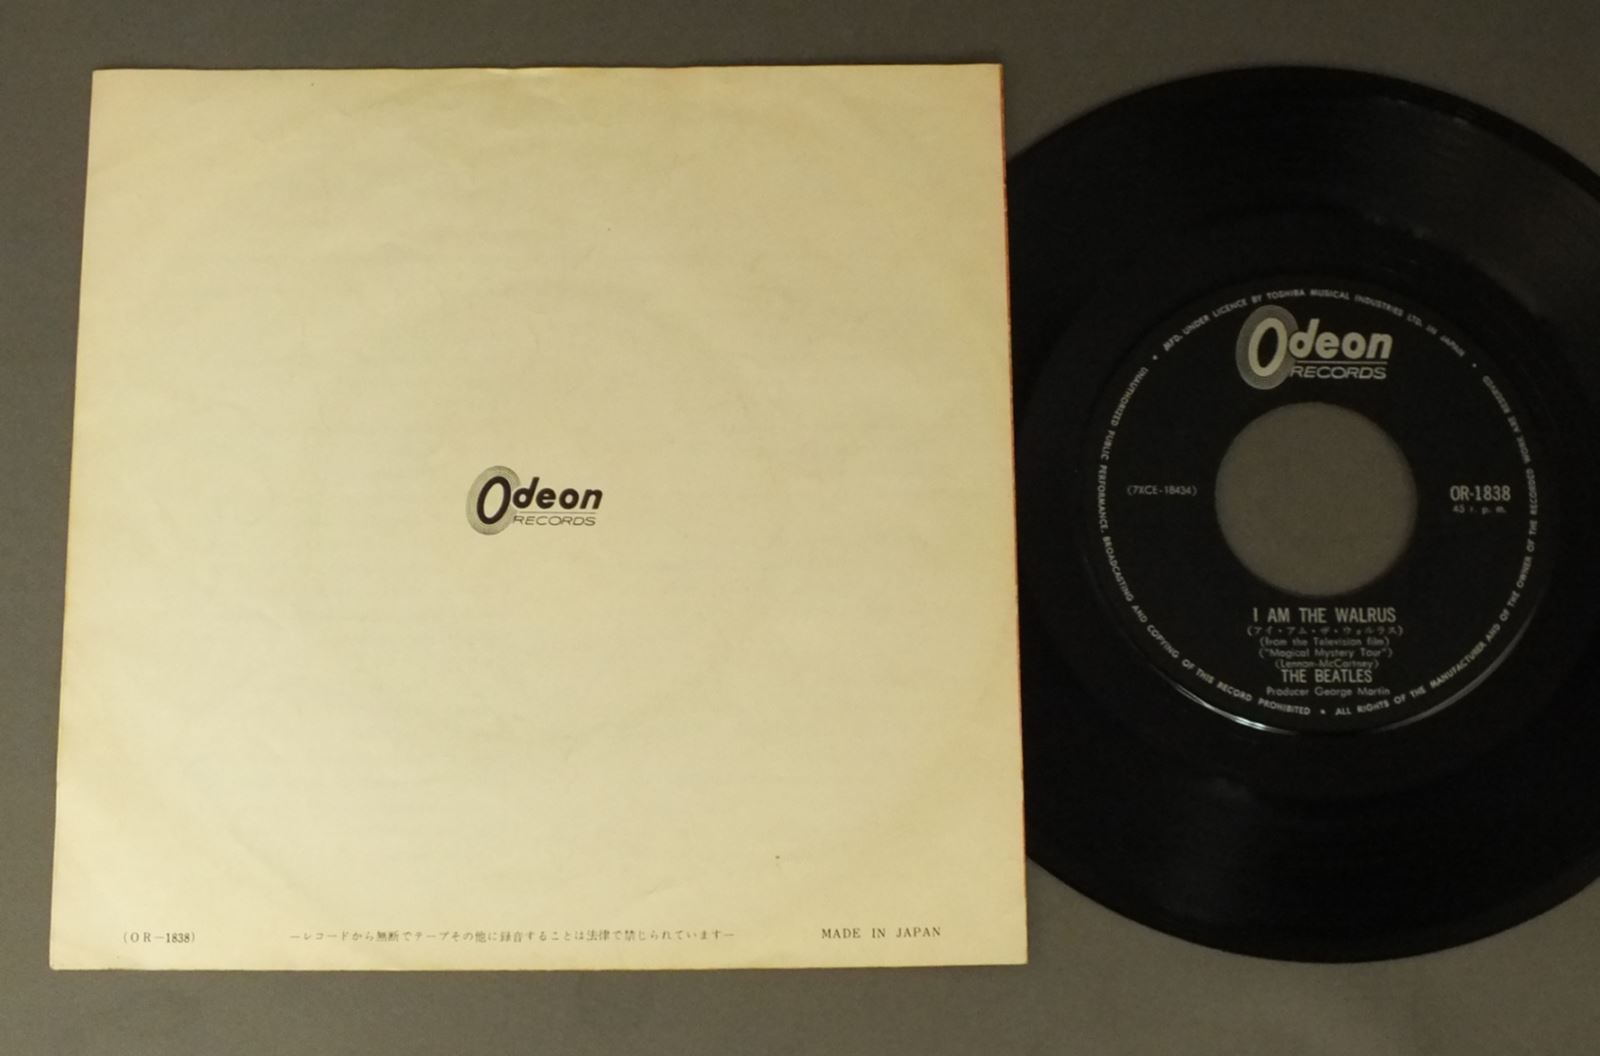 Odeon
RECORDS
(OR—1838)
—レコードから無断でテープその他に録音することは法律で禁じられています—
MADE IN JAPAN
MFD. UNDER LICENCE BY TOSHIBA MUSICAL INDUSTRIES LTD. IN JAPAN •
UNAUTHORIZED PUBLIC PERFORMANCE, BROADCASTING AND COPYING OF THIS RECORD PROHIBITED • ALL RIGHTS OF THE MANUFACTURER AND OF THE OWNER OF THE RECORDED WORK ARE RESERVED
Odeon
RECORDS
(7XCE-18434)
OR-1838
45 r. p. m.
I AM THE WALRUS
(アイ・アム・ザ・ウォルラス)
(from the Television film)
("Magical Mystery Tour")
(Lennon-McCartney)
THE BEATLES
Producer George Martin